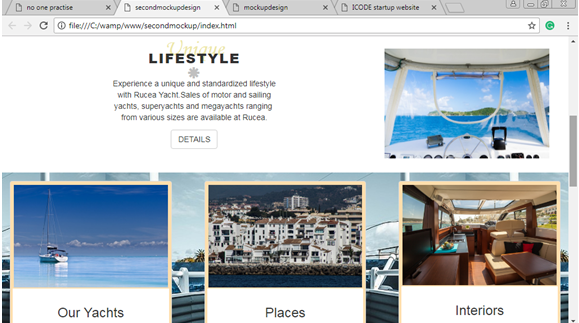 no one practise
secondmockupdesign
mockupdesign
ICODE startup website
file:///C:/wamp/www/secondmockup/index.html
Unique
LIFESTYLE
Experience a unique and standardized lifestyle
with Rucea Yacht.Sales of motor and sailing
yachts, superyachts and megayachts ranging
from various sizes are available at Rucea.
DETAILS
Our Yachts
Places
Interiors